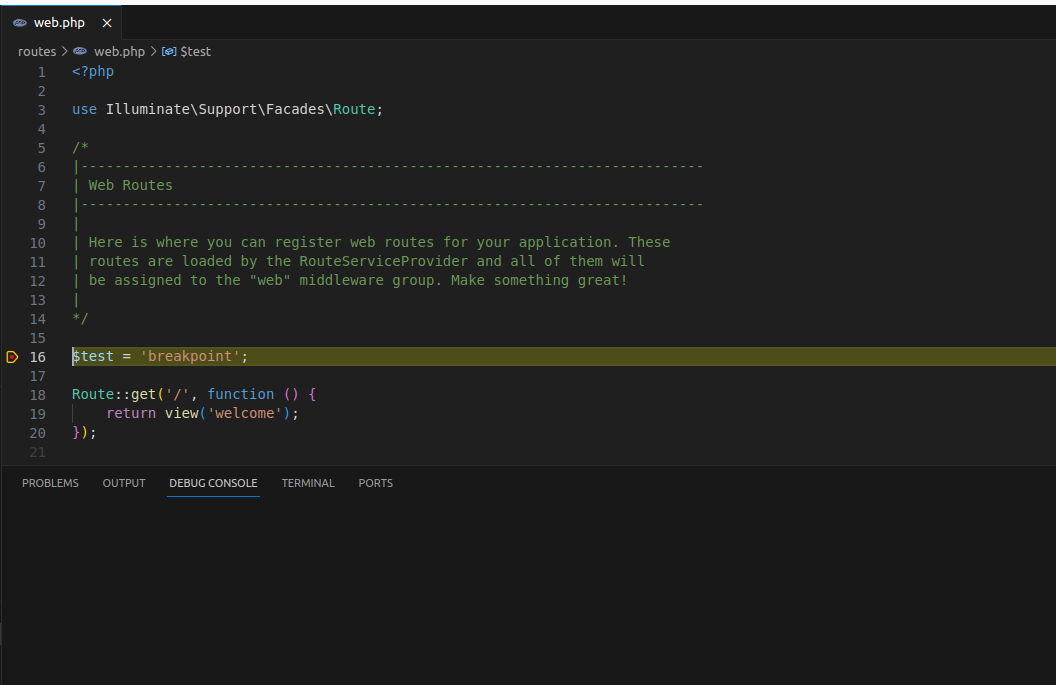 web.php
routes > web.php > $test
1 <?php
2
3 use Illuminate\Support\Facades\Route;
4
5 /*
6 |--------------------------------------------------------------------------
7 | Web Routes
8 |--------------------------------------------------------------------------
9 |
10 | Here is where you can register web routes for your application. These
11 | routes are loaded by the RouteServiceProvider and all of them will
12 | be assigned to the "web" middleware group. Make something great!
13 |
14 */
15
16 $test = 'breakpoint';
17
18 Route::get('/', function () {
19     return view('welcome');
20 });
21
PROBLEMS OUTPUT DEBUG CONSOLE TERMINAL PORTS